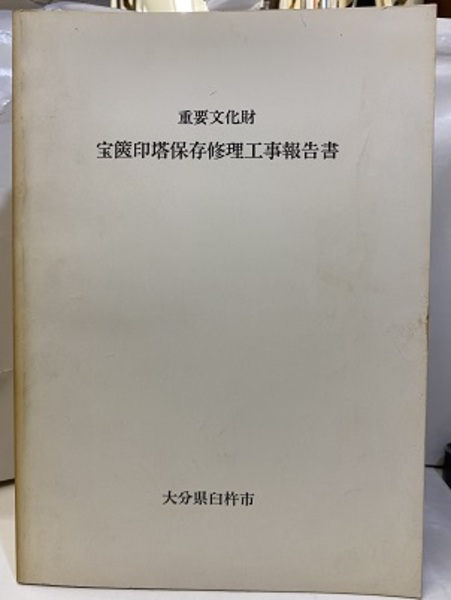 重要文化財
宝篋印塔保存修理工事報告書
大分県臼杵市